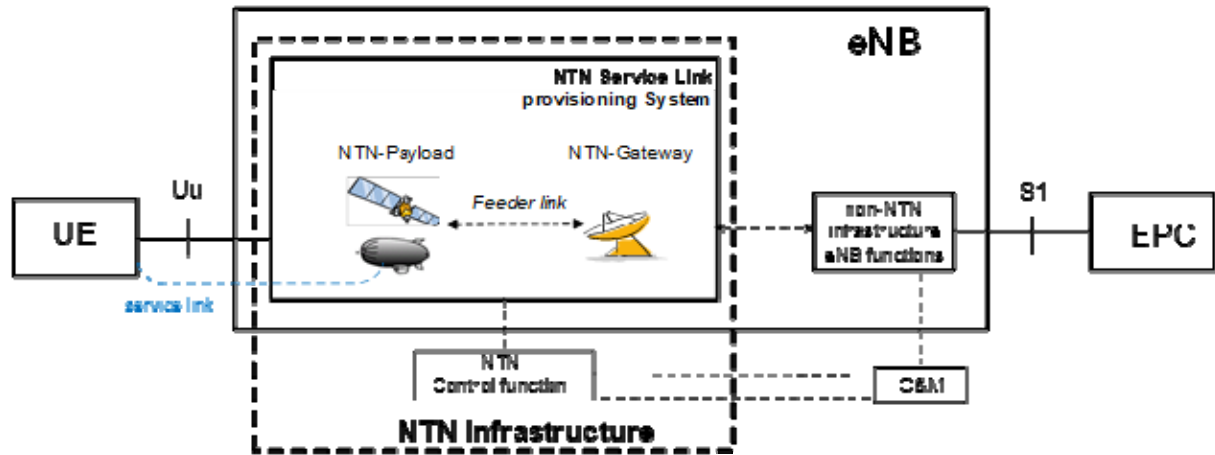 eNB
NTN Service Link
provisioning System
NTN-Payload
NTN-Gateway
Uu
Feeder link
S1
UE
non-NTN
infrastructure
eNB functions
EPC
service link
NTN
Control function
O&M
NTN Infrastructure